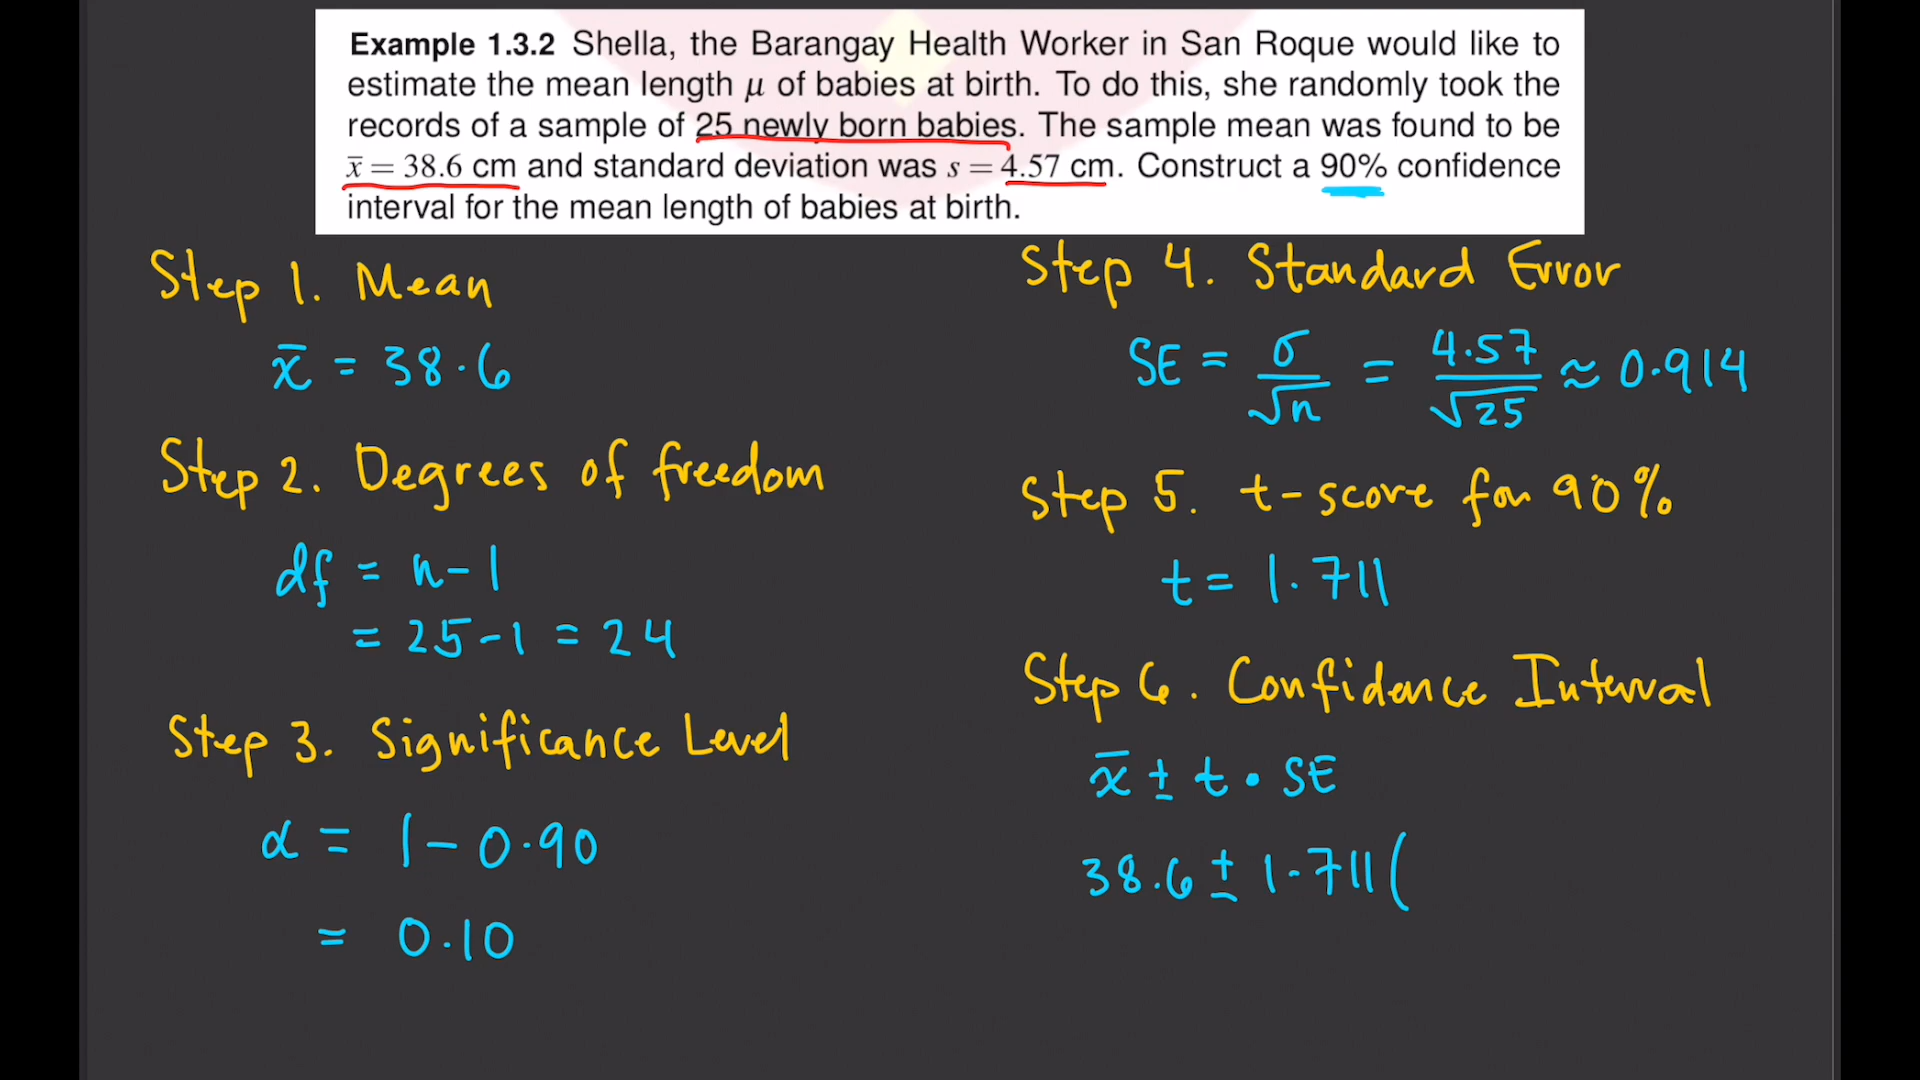 Example 1.3.2 Shella, the Barangay Health Worker in San Roque would like to
estimate the mean length μ of babies at birth. To do this, she randomly took the
records of a sample of 25 newly born babies. The sample mean was found to be
x̄ = 38.6 cm and standard deviation was s = 4.57 cm. Construct a 90% confidence
interval for the mean length of babies at birth.
Step 1. Mean
x̄ = 38.6
Step 2. Degrees of freedom
df = n-1
= 25-1 = 24
Step 3. Significance Level
α = 1-0.90
= 0.10
Step 4. Standard Error
SE = σ/√n = 4.57/√25 ≈ 0.914
Step 5. t-score for 90%
t = 1.711
Step 6. Confidence Interval
x̄ ± t • SE
38.6 ± 1.711(